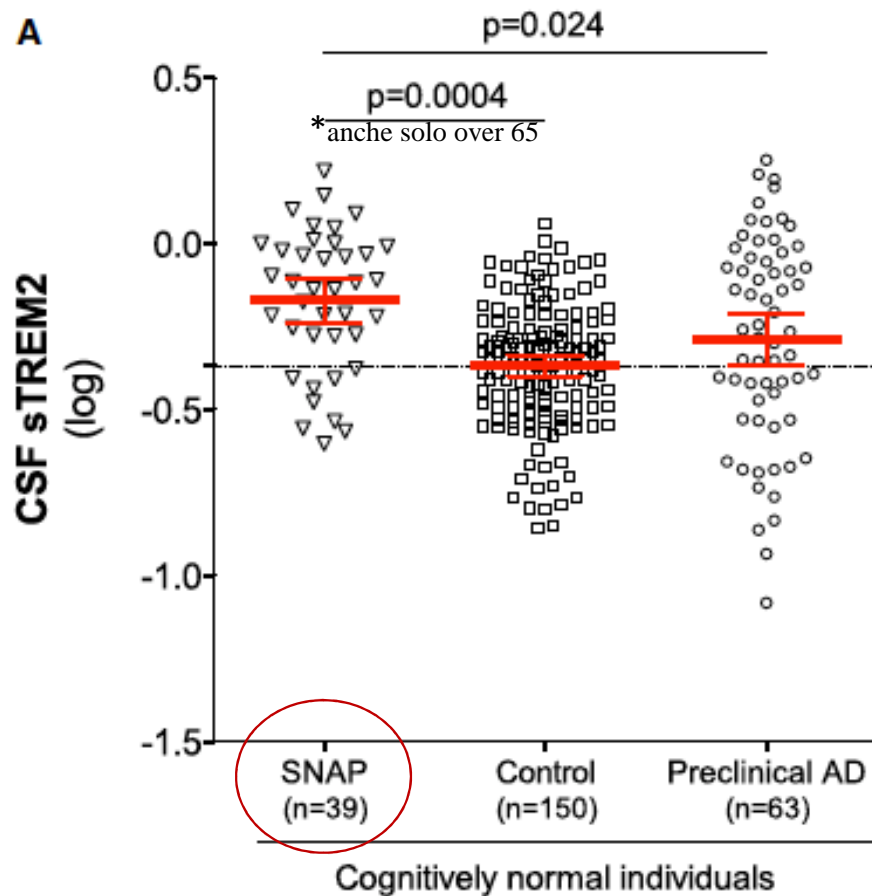 A
p=0.024
p=0.0004
*anche solo over 65
0.5
0.0
-0.5
-1.0
-1.5
CSF sTREM2
(log)
SNAP
(n=39)
Control
(n=150)
Preclinical AD
(n=63)
Cognitively normal individuals